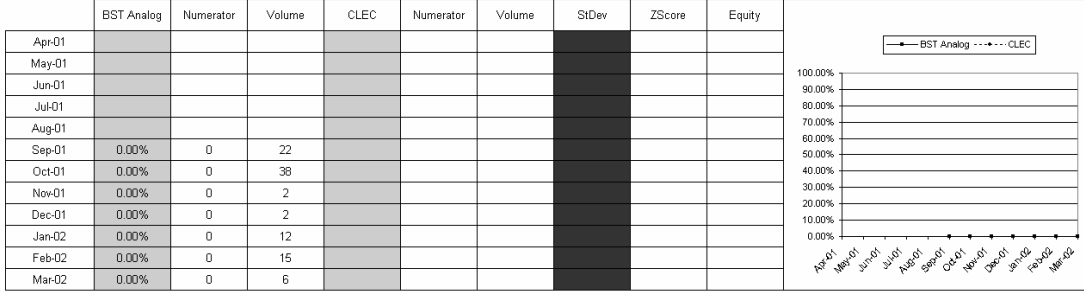 BST Analog Numerator Volume CLEC Numerator Volume StDev ZScore Equity
Apr-01
May-01
Jun-01
Jul-01
Aug-01
Sep-01 0.00% 0 22
Oct-01 0.00% 0 38
Nov-01 0.00% 0 2
Dec-01 0.00% 0 2
Jan-02 0.00% 0 12
Feb-02 0.00% 0 15
Mar-02 0.00% 0 6
BST Analog CLEC
100.00%
90.00%
80.00%
70.00%
60.00%
50.00%
40.00%
30.00%
20.00%
10.00%
0.00%
Apr-01 May-01 Jun-01 Jul-01 Aug-01 Sep-01 Oct-01 Nov-01 Dec-01 Jan-02 Feb-02 Mar-02